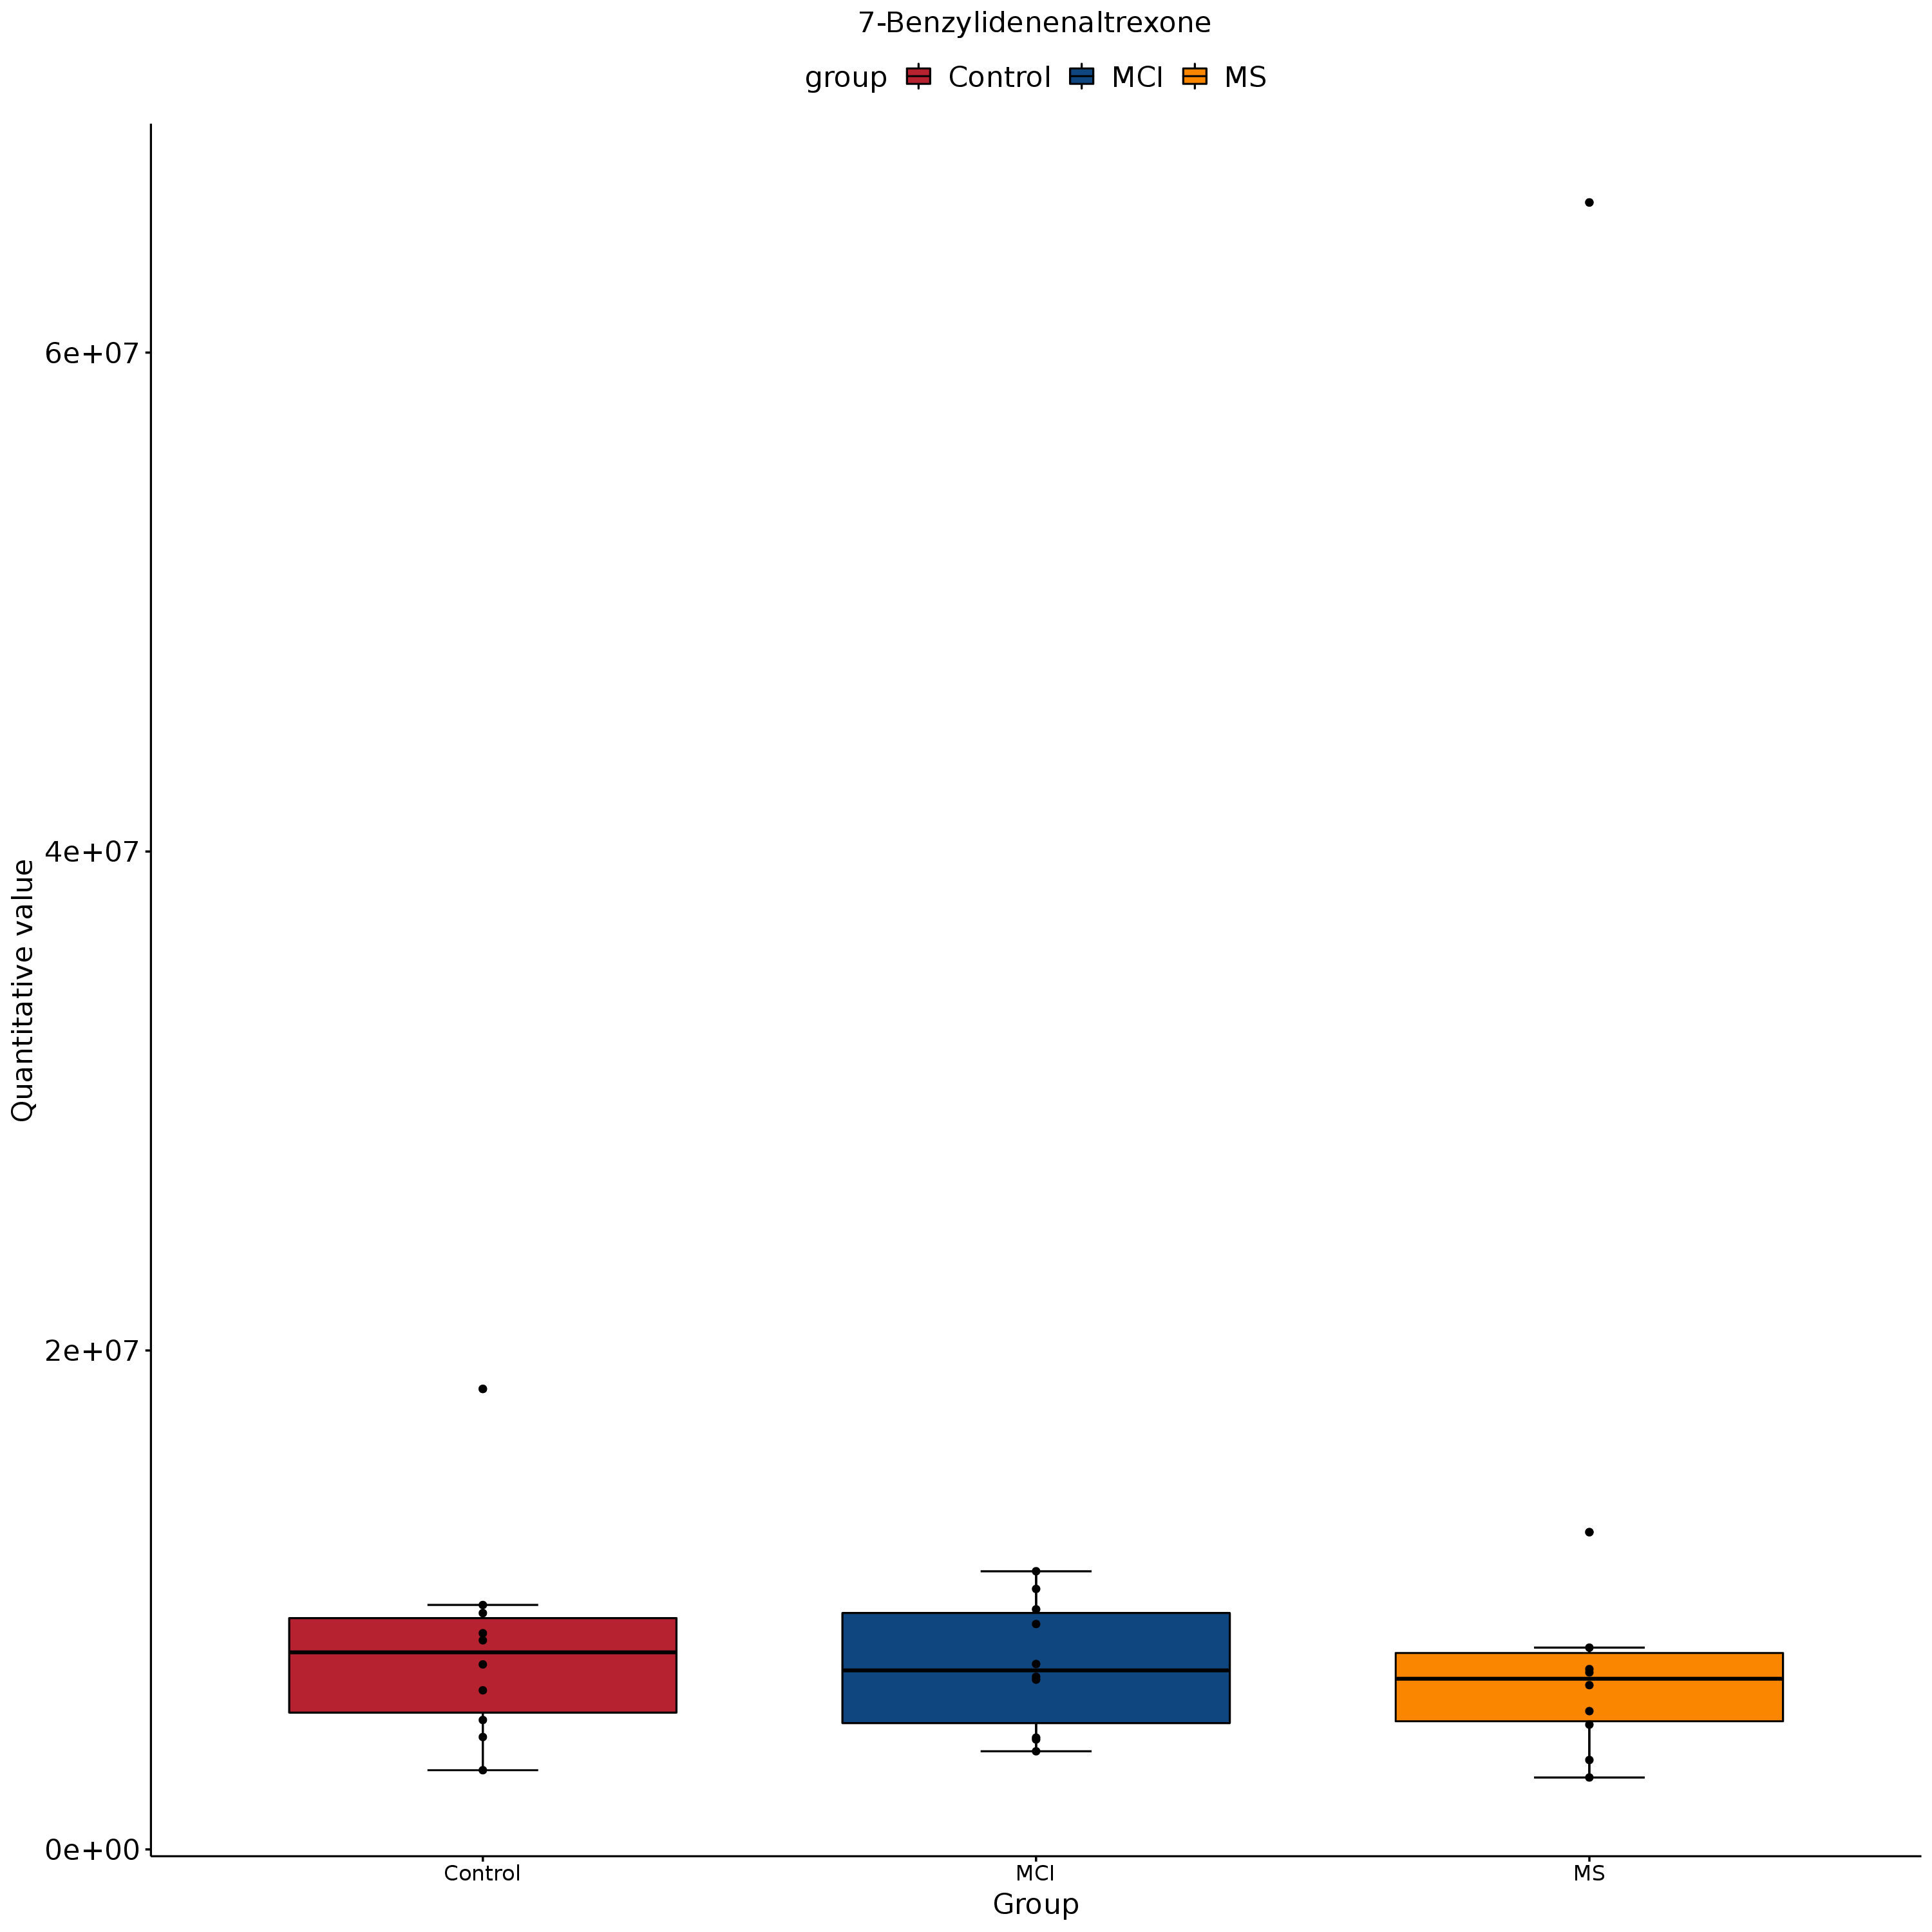 7-Benzylidenenaltrexone
group Control MCI MS
6e+07
4e+07
2e+07
0e+00
Quantitative value
Control MCI MS
Group